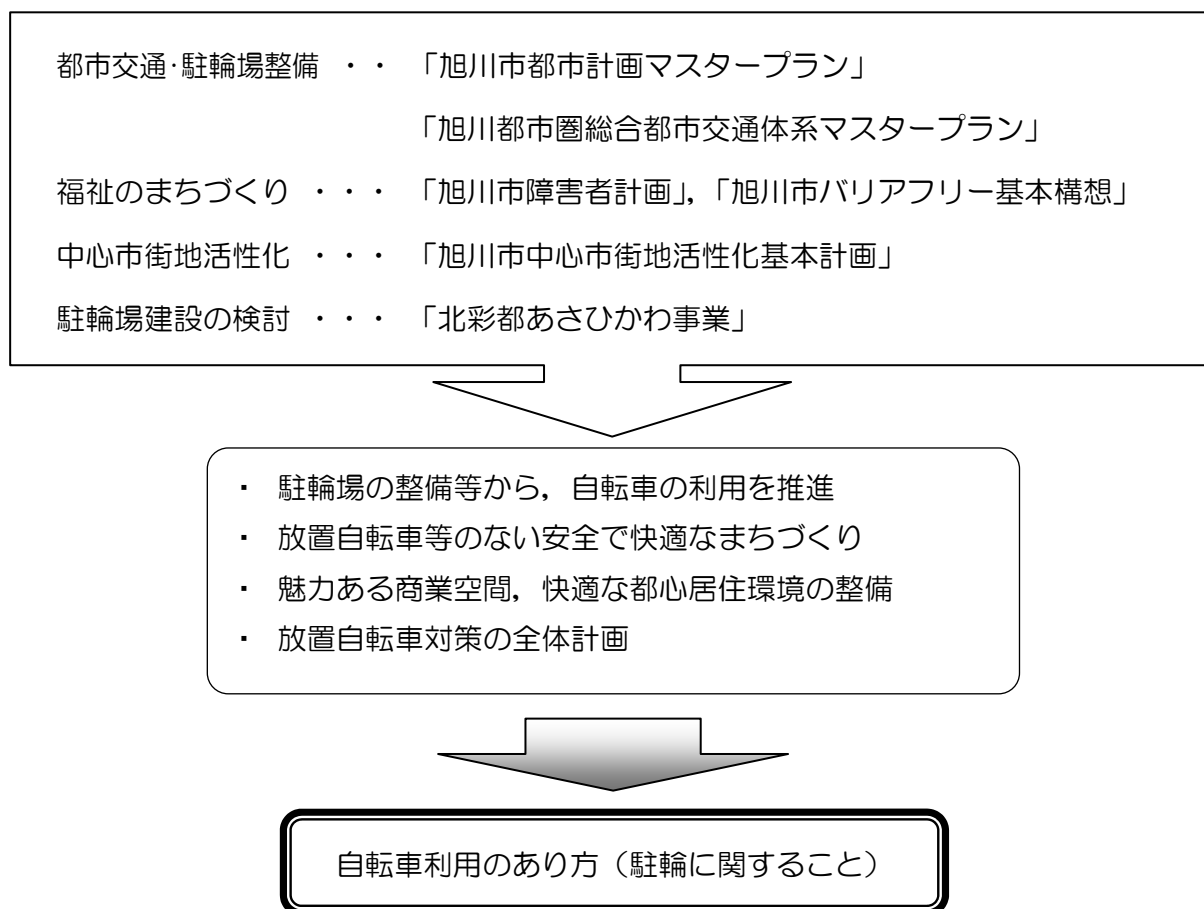 都市交通・駐輪場整備 ・・ 「旭川市都市計画マスタープラン」
「旭川都市圏総合都市交通体系マスタープラン」
福祉のまちづくり ・・・ 「旭川市障害者計画」，「旭川市バリアフリー基本構想」
中心市街地活性化 ・・・ 「旭川市中心市街地活性化基本計画」
駐輪場建設の検討 ・・・ 「北彩都あさひかわ事業」
・ 駐輪場の整備等から，自転車の利用を推進
・ 放置自転車等のない安全で快適なまちづくり
・ 魅力ある商業空間，快適な都心居住環境の整備
・ 放置自転車対策の全体計画
自転車利用のあり方（駐輪に関すること）